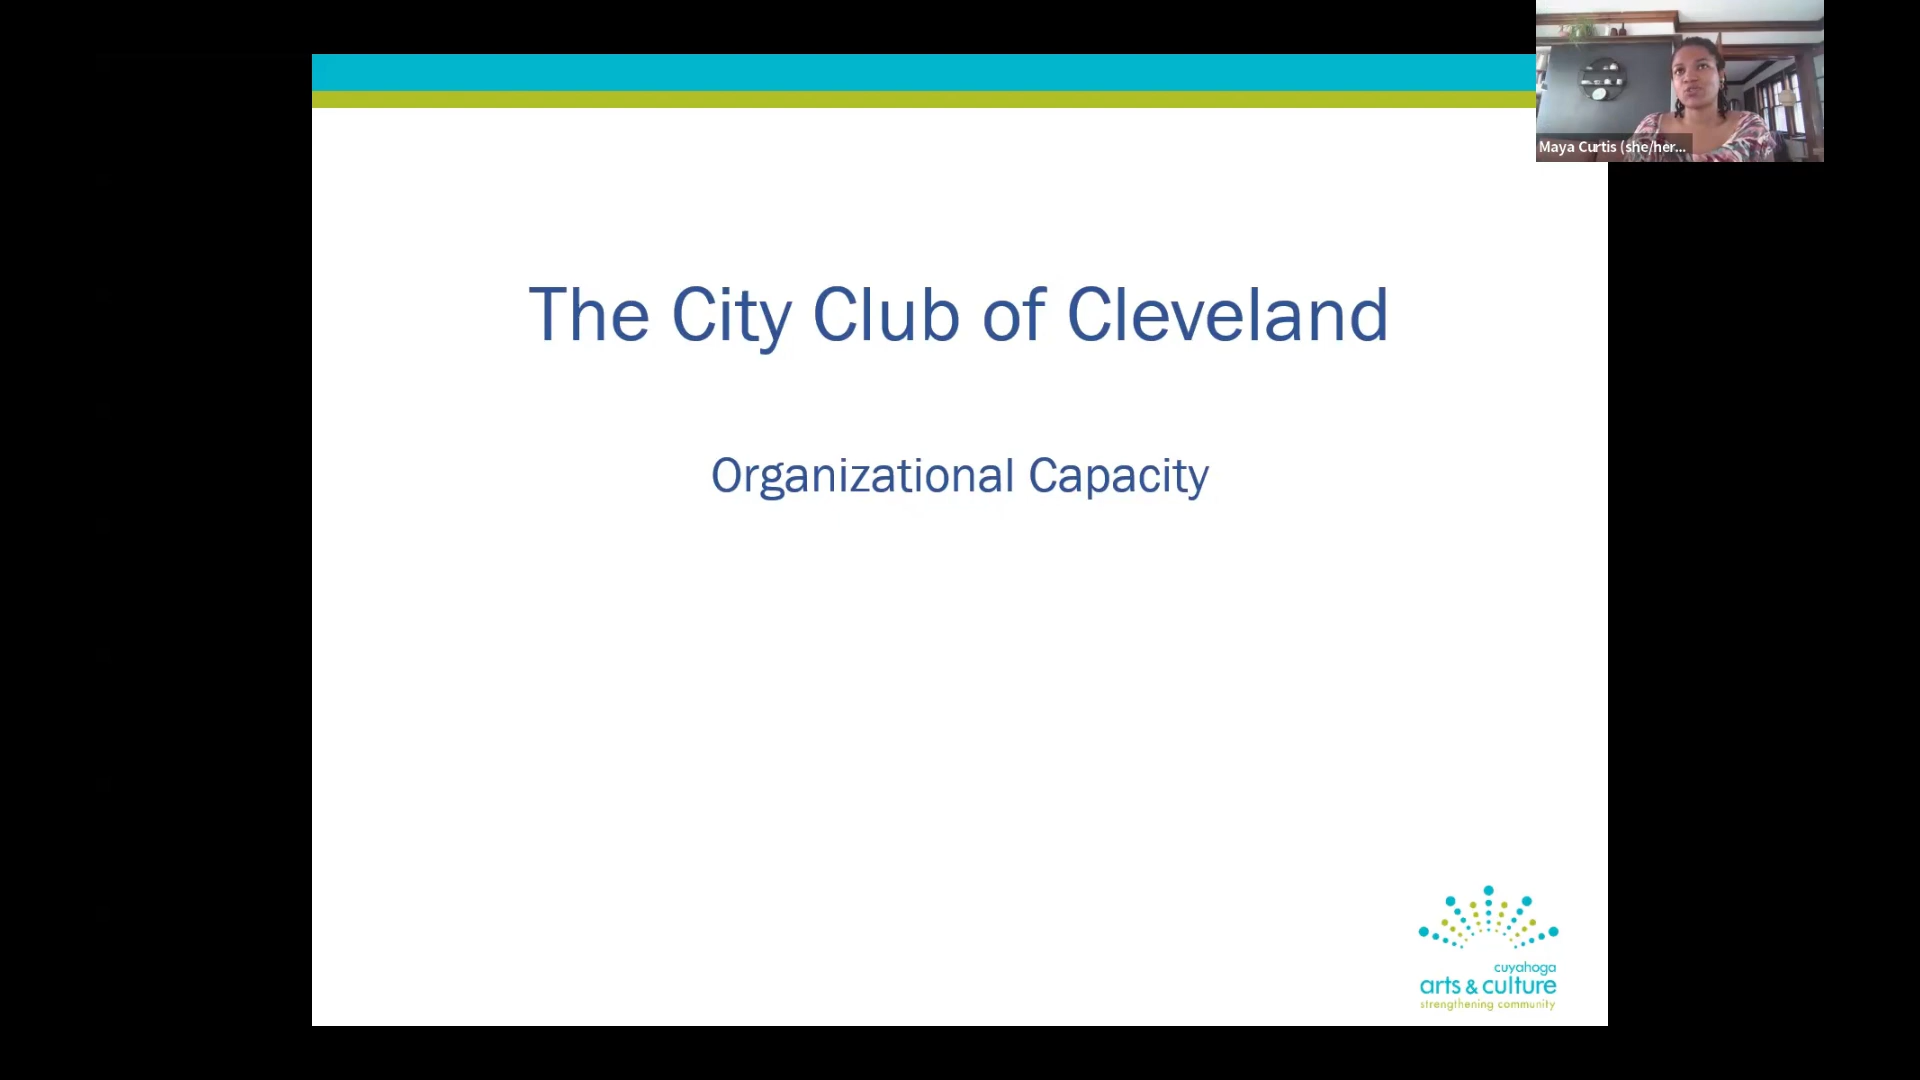 Maya Curtis (she/her...
The City Club of Cleveland
Organizational Capacity
cuyahoga
arts & culture
strengthening community